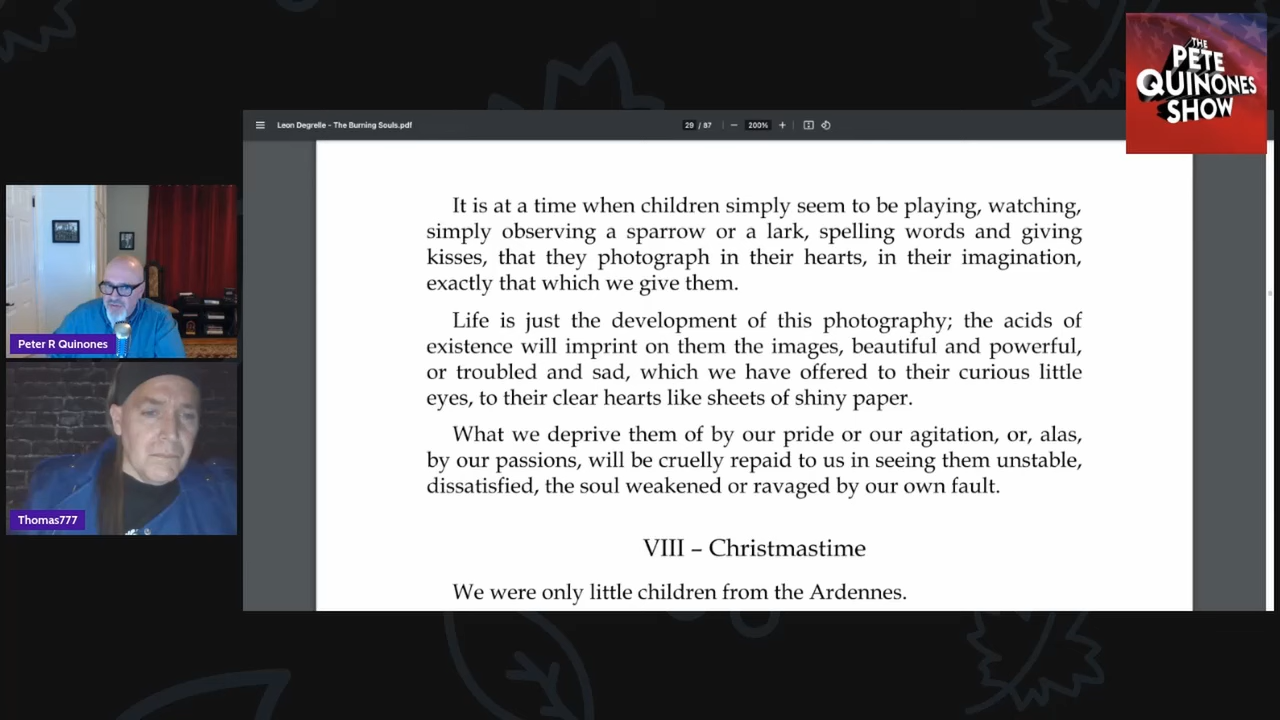 THE
PETE
QUINONES
SHOW
Leon Degrelle - The Burning Souls.pdf
29 / 87
200%
It is at a time when children simply seem to be playing, watching,
simply observing a sparrow or a lark, spelling words and giving
kisses, that they photograph in their hearts, in their imagination,
exactly that which we give them.
Life is just the development of this photography; the acids of
existence will imprint on them the images, beautiful and powerful,
or troubled and sad, which we have offered to their curious little
eyes, to their clear hearts like sheets of shiny paper.
What we deprive them of by our pride or our agitation, or, alas,
by our passions, will be cruelly repaid to us in seeing them unstable,
dissatisfied, the soul weakened or ravaged by our own fault.
VIII – Christmastime
We were only little children from the Ardennes.
Peter R Quinones
Thomas777